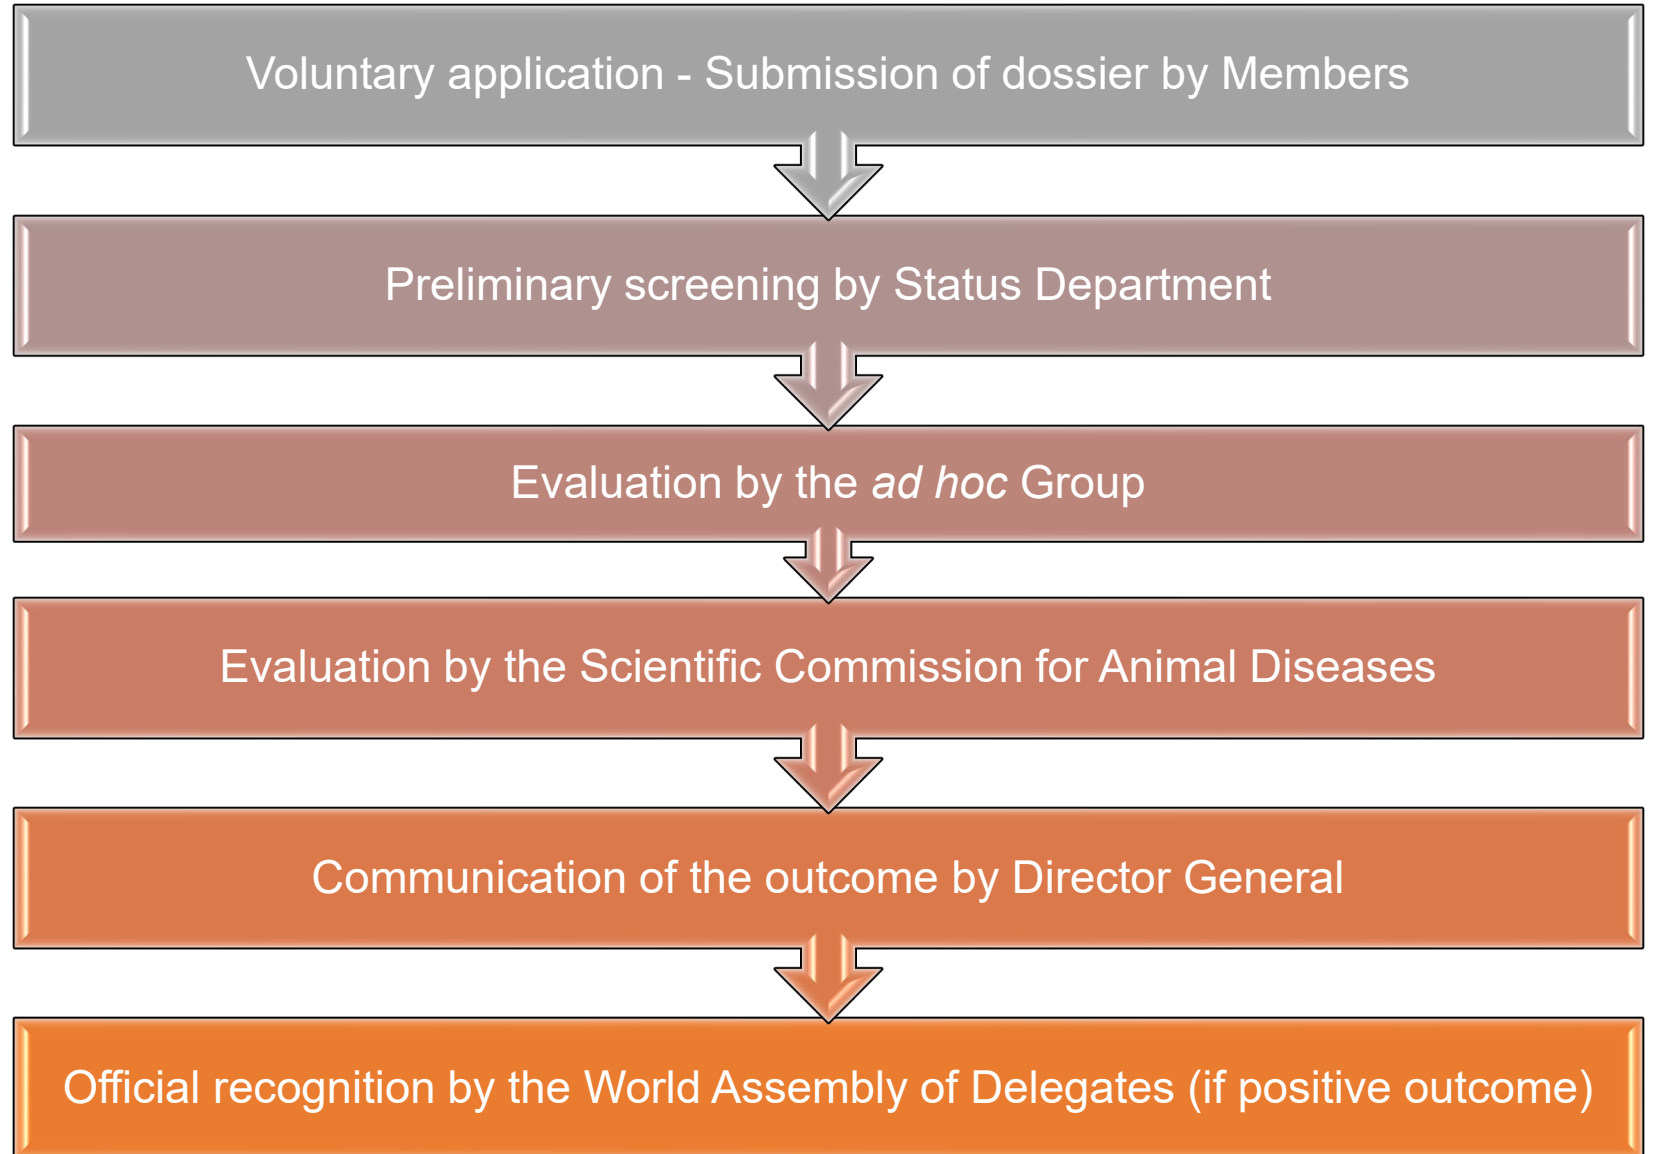 Voluntary application - Submission of dossier by Members
Preliminary screening by Status Department
Evaluation by the ad hoc Group
Evaluation by the Scientific Commission for Animal Diseases
Communication of the outcome by Director General
Official recognition by the World Assembly of Delegates (if positive outcome)